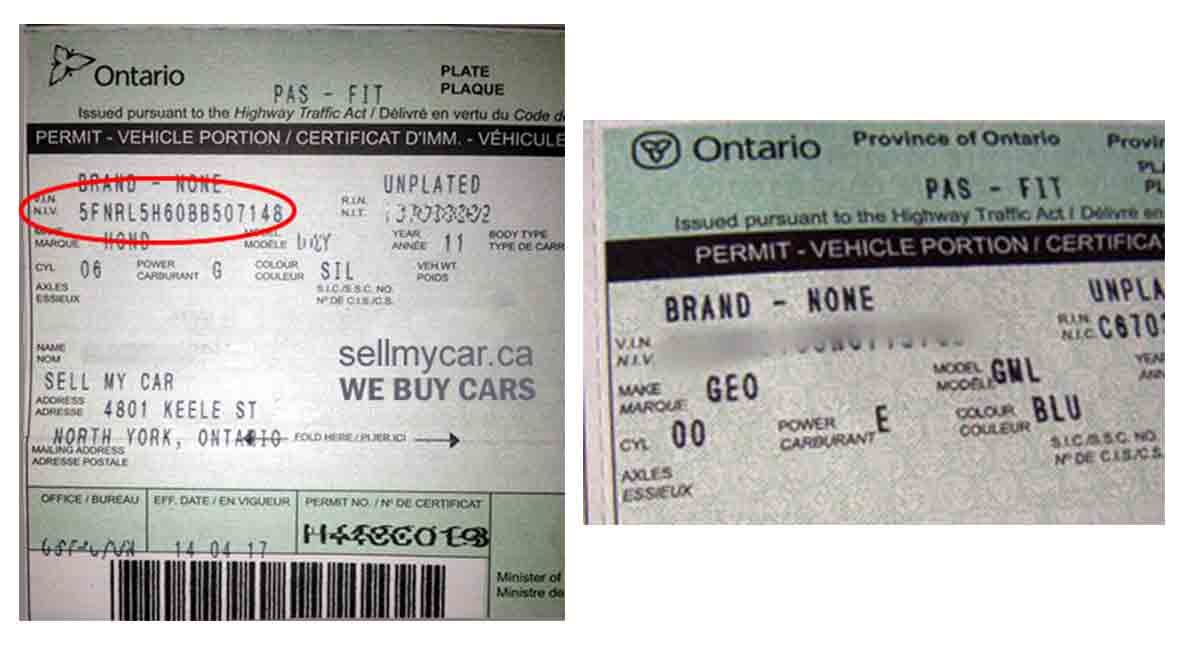 Ontario
PLATE
PLAQUE
PAS - FIT
Issued pursuant to the Highway Traffic Act / Délivré en vertu du Code de
PERMIT - VEHICLE PORTION / CERTIFICAT D'IMM. - VÉHICULE
BRAND - NONE UNPLATED
V.I.N.
N.I.V. 5FNRL5H60BB507148 R.I.N.
N.I.T.
MAKE
MARQUE HOND MODEL
MODÈLE YEAR
ANNÉE 11 BODY TYPE
TYPE DE CARR
CYL 06 POWER
CARBURANT G COLOUR
COULEUR SIL VEH.WT.
POIDS
AXLES
ESSIEUX S.I.C./S.S.C. NO.
Nº DE C.I.S./C.S.
NAME
NOM
sellmycar.ca
WE BUY CARS
SELL MY CAR
ADDRESS
ADRESSE 4801 KEELE ST
NORTH YORK, ONTARIO FOLD HERE / PLIER ICI
MAILING ADDRESS
ADRESSE POSTALE
OFFICE / BUREAU EFF. DATE / EN VIGUEUR PERMIT NO. / Nº DE CERTIFICAT
14 04 17
Minister of
Ministre de
Ontario Province of Ontario
PAS - FIT
Issued pursuant to the Highway Traffic Act / Délivré en
PERMIT - VEHICLE PORTION / CERTIFICA
BRAND - NONE UNPLA
V.I.N.
N.I.V. R.I.N.
N.I.C.
MAKE
MARQUE GEO MODEL
MODÈLE GWL
CYL 00 POWER
CARBURANT E COLOUR
COULEUR BLU
AXLES
ESSIEUX S.I.C./S.S.C. NO.
Nº DE C.I.S./C.S.